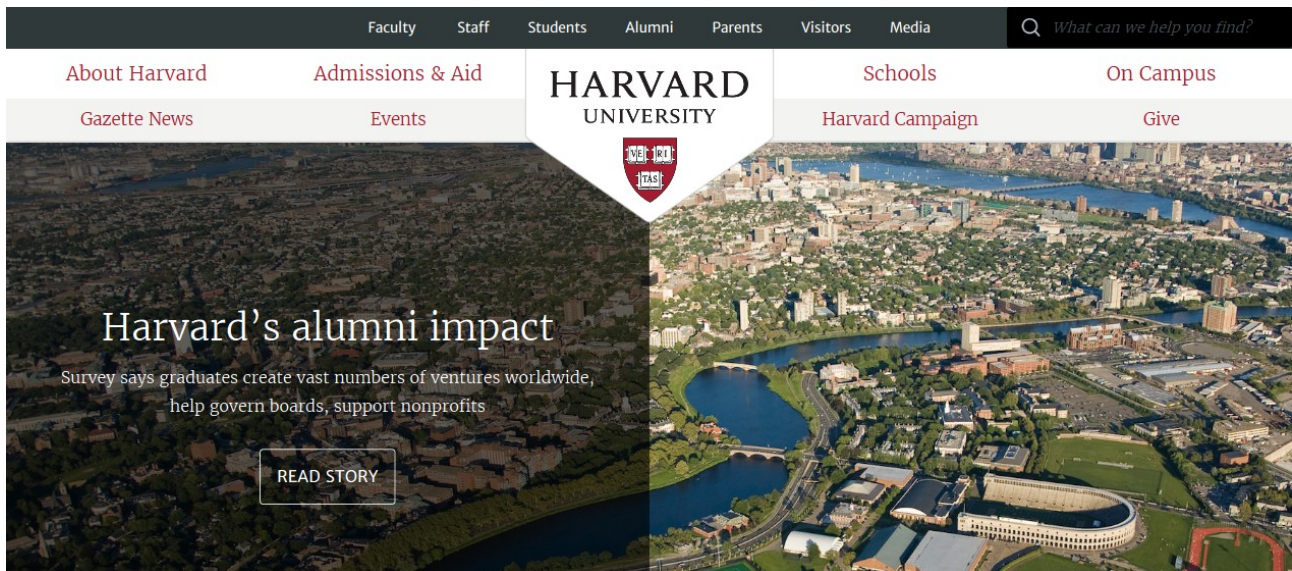 Faculty Staff Students Alumni Parents Visitors Media What can we help you find?
About Harvard Admissions & Aid Schools On Campus
HARVARD
UNIVERSITY
Gazette News Events Harvard Campaign Give
VE RI
TAS
Harvard's alumni impact
Survey says graduates create vast numbers of ventures worldwide,
help govern boards, support nonprofits
READ STORY